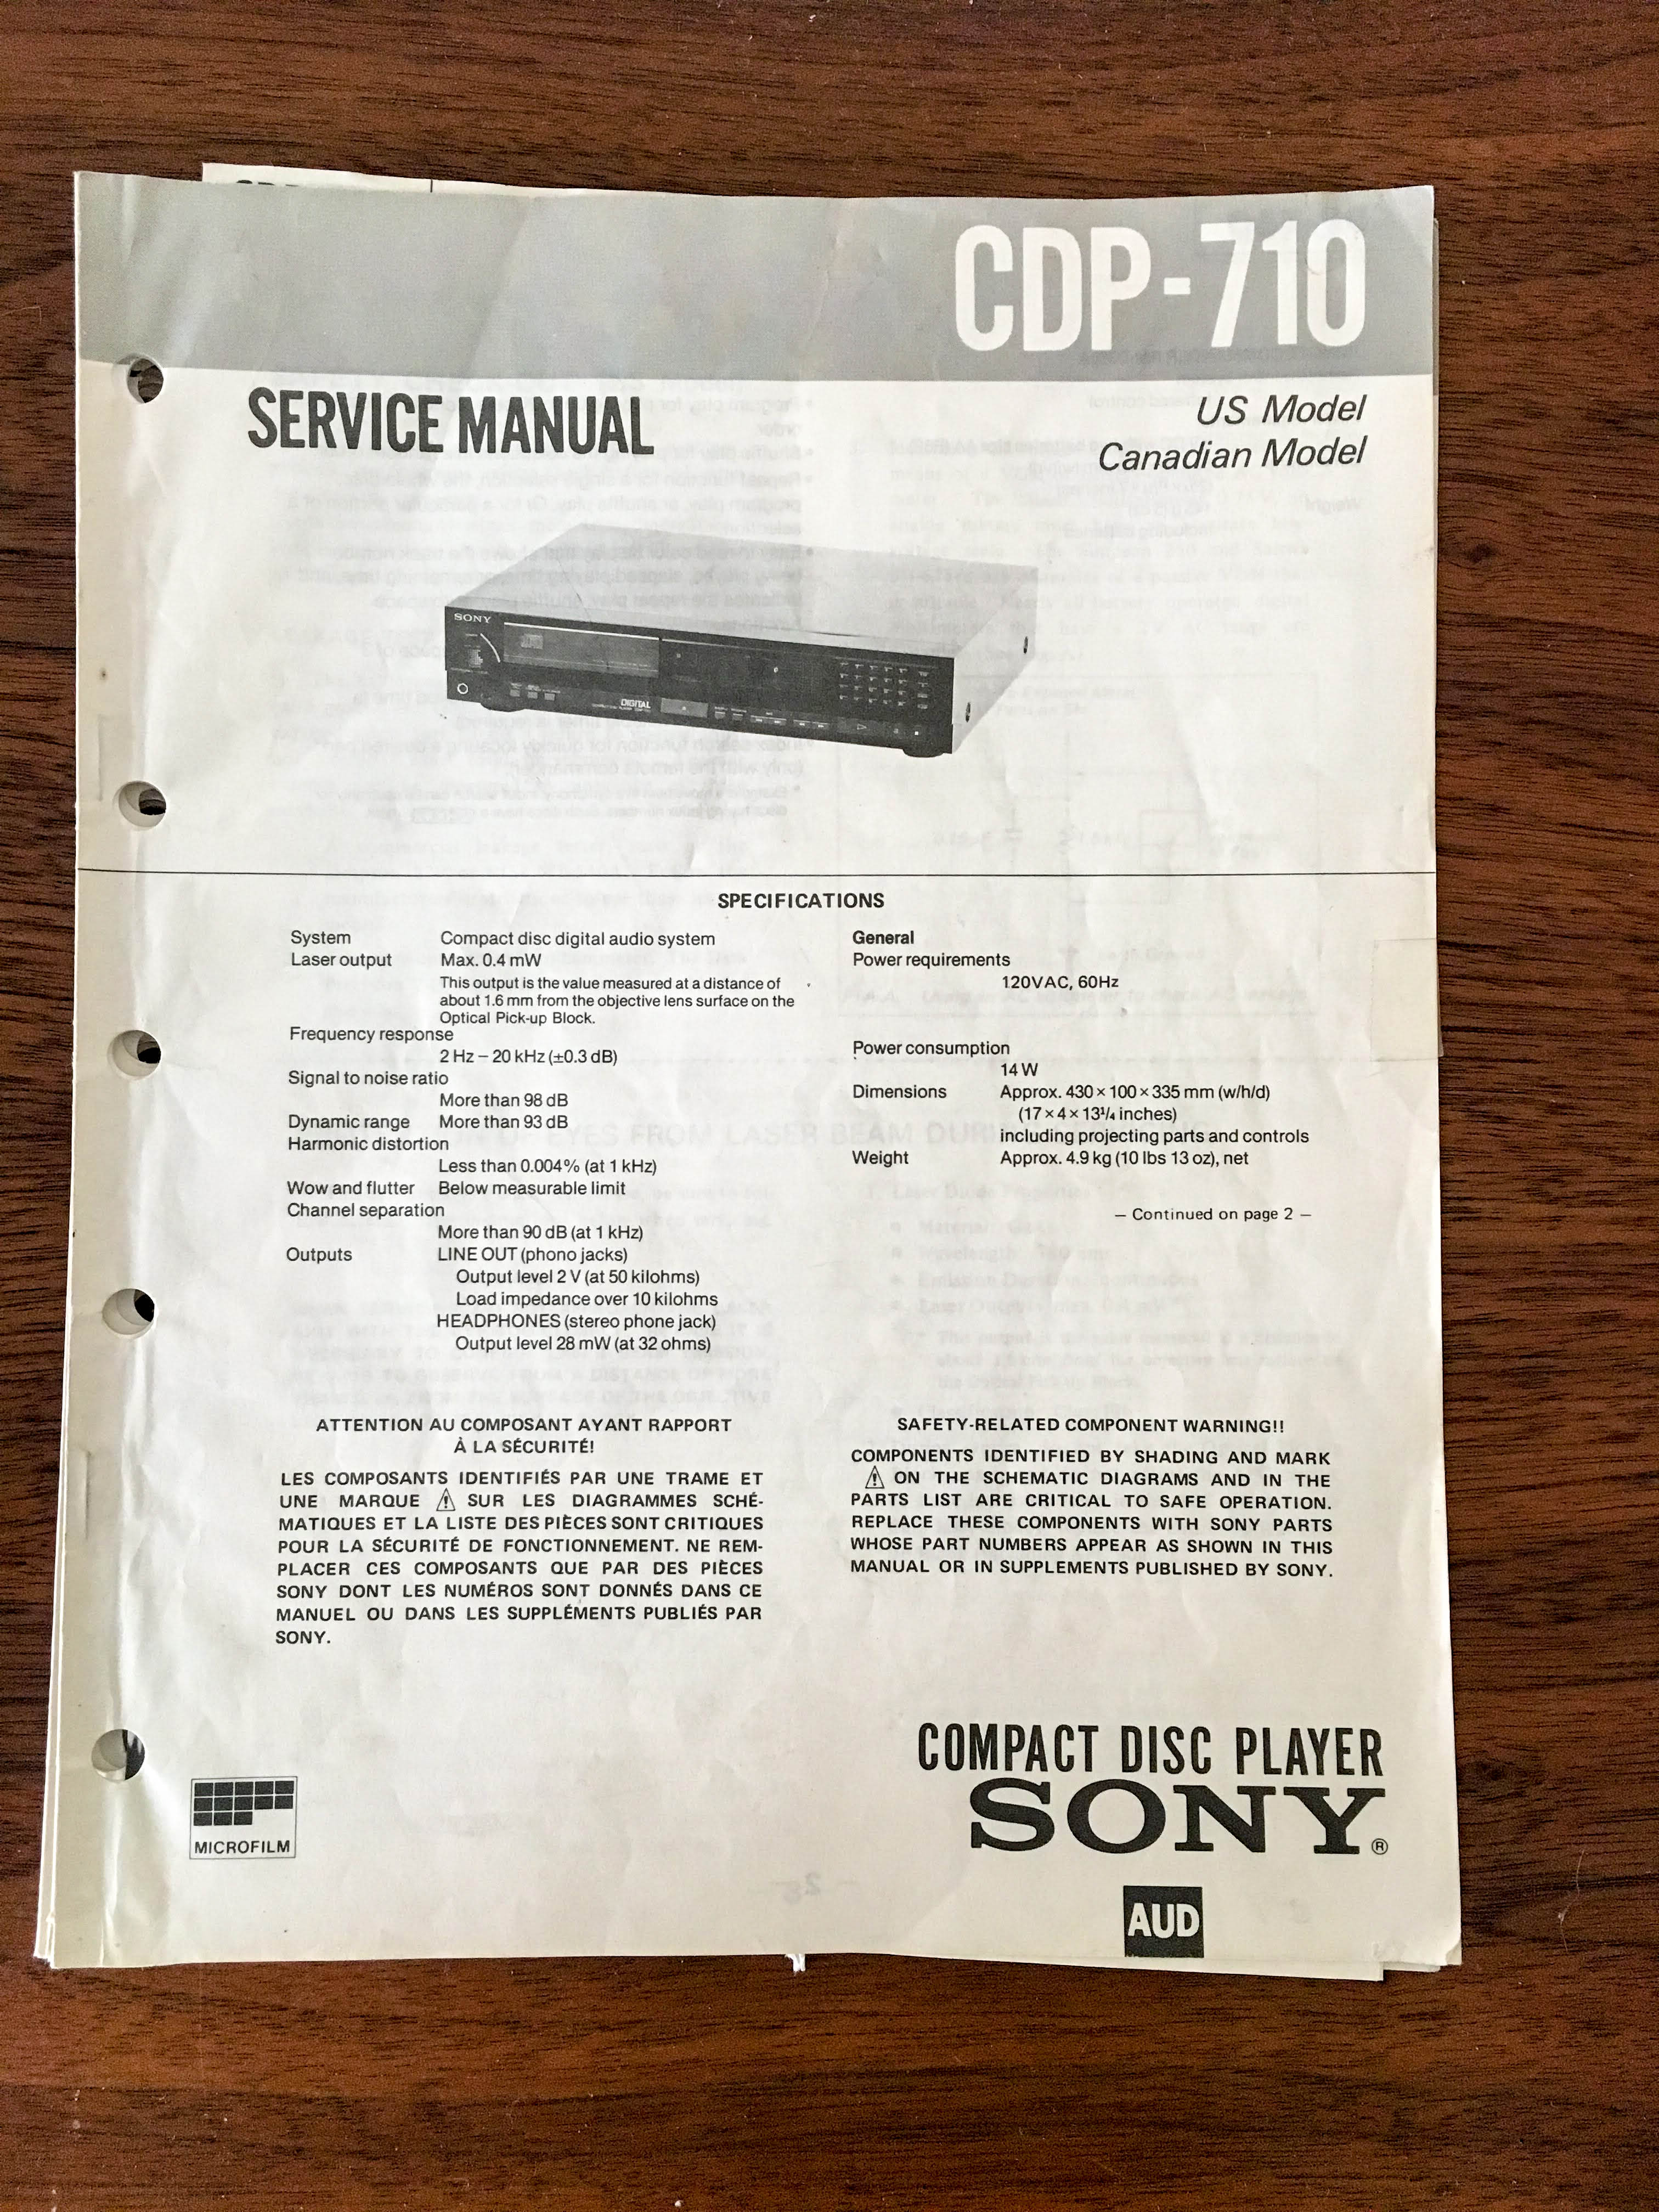 CDP-710
SERVICE MANUAL
US Model
Canadian Model
SONY
DIGITAL
SPECIFICATIONS
System Compact disc digital audio system
Laser output Max. 0.4 mW
This output is the value measured at a distance of
about 1.6 mm from the objective lens surface on the
Optical Pick-up Block.
Frequency response
2 Hz – 20 kHz (±0.3 dB)
Signal to noise ratio
More than 98 dB
Dynamic range More than 93 dB
Harmonic distortion
Less than 0.004% (at 1 kHz)
Wow and flutter Below measurable limit
Channel separation
More than 90 dB (at 1 kHz)
Outputs LINE OUT (phono jacks)
Output level 2 V (at 50 kilohms)
Load impedance over 10 kilohms
HEADPHONES (stereo phone jack)
Output level 28 mW (at 32 ohms)
General
Power requirements
120VAC, 60Hz
Power consumption
14 W
Dimensions Approx. 430 × 100 × 335 mm (w/h/d)
(17 × 4 × 13¹/₄ inches)
including projecting parts and controls
Weight Approx. 4.9 kg (10 lbs 13 oz), net
– Continued on page 2 –
ATTENTION AU COMPOSANT AYANT RAPPORT
À LA SÉCURITÉ!
LES COMPOSANTS IDENTIFIÉS PAR UNE TRAME ET
UNE MARQUE ⚠ SUR LES DIAGRAMMES SCHÉ-
MATIQUES ET LA LISTE DES PIÈCES SONT CRITIQUES
POUR LA SÉCURITÉ DE FONCTIONNEMENT. NE REM-
PLACER CES COMPOSANTS QUE PAR DES PIÈCES
SONY DONT LES NUMÉROS SONT DONNÉS DANS CE
MANUEL OU DANS LES SUPPLÉMENTS PUBLIÉS PAR
SONY.
SAFETY-RELATED COMPONENT WARNING!!
COMPONENTS IDENTIFIED BY SHADING AND MARK
⚠ ON THE SCHEMATIC DIAGRAMS AND IN THE
PARTS LIST ARE CRITICAL TO SAFE OPERATION.
REPLACE THESE COMPONENTS WITH SONY PARTS
WHOSE PART NUMBERS APPEAR AS SHOWN IN THIS
MANUAL OR IN SUPPLEMENTS PUBLISHED BY SONY.
COMPACT DISC PLAYER
SONY®
MICROFILM
AUD